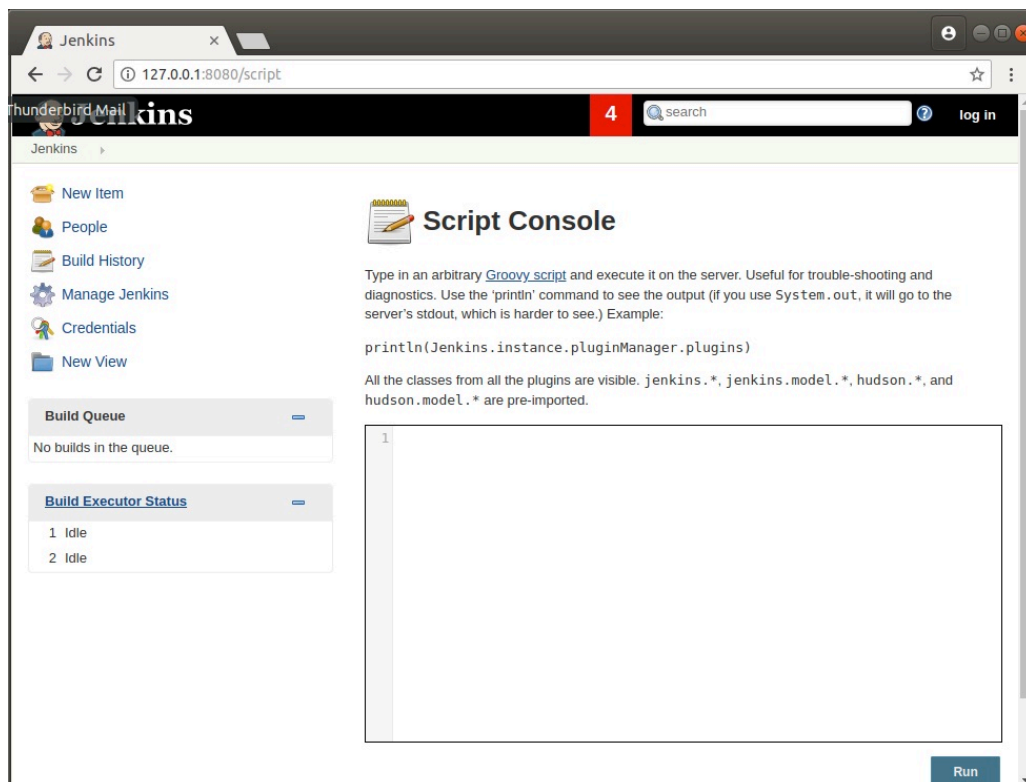 Jenkins
127.0.0.1:8080/script
Thunderbird Mail
Jenkins
4
search
log in
Jenkins
New Item
People
Build History
Manage Jenkins
Credentials
New View
Build Queue
No builds in the queue.
Build Executor Status
1 Idle
2 Idle
Script Console
Type in an arbitrary Groovy script and execute it on the server. Useful for trouble-shooting and
diagnostics. Use the ‘println’ command to see the output (if you use System.out, it will go to the
server’s stdout, which is harder to see.) Example:
println(Jenkins.instance.pluginManager.plugins)
All the classes from all the plugins are visible. jenkins.*, jenkins.model.*, hudson.*, and
hudson.model.* are pre-imported.
1
Run